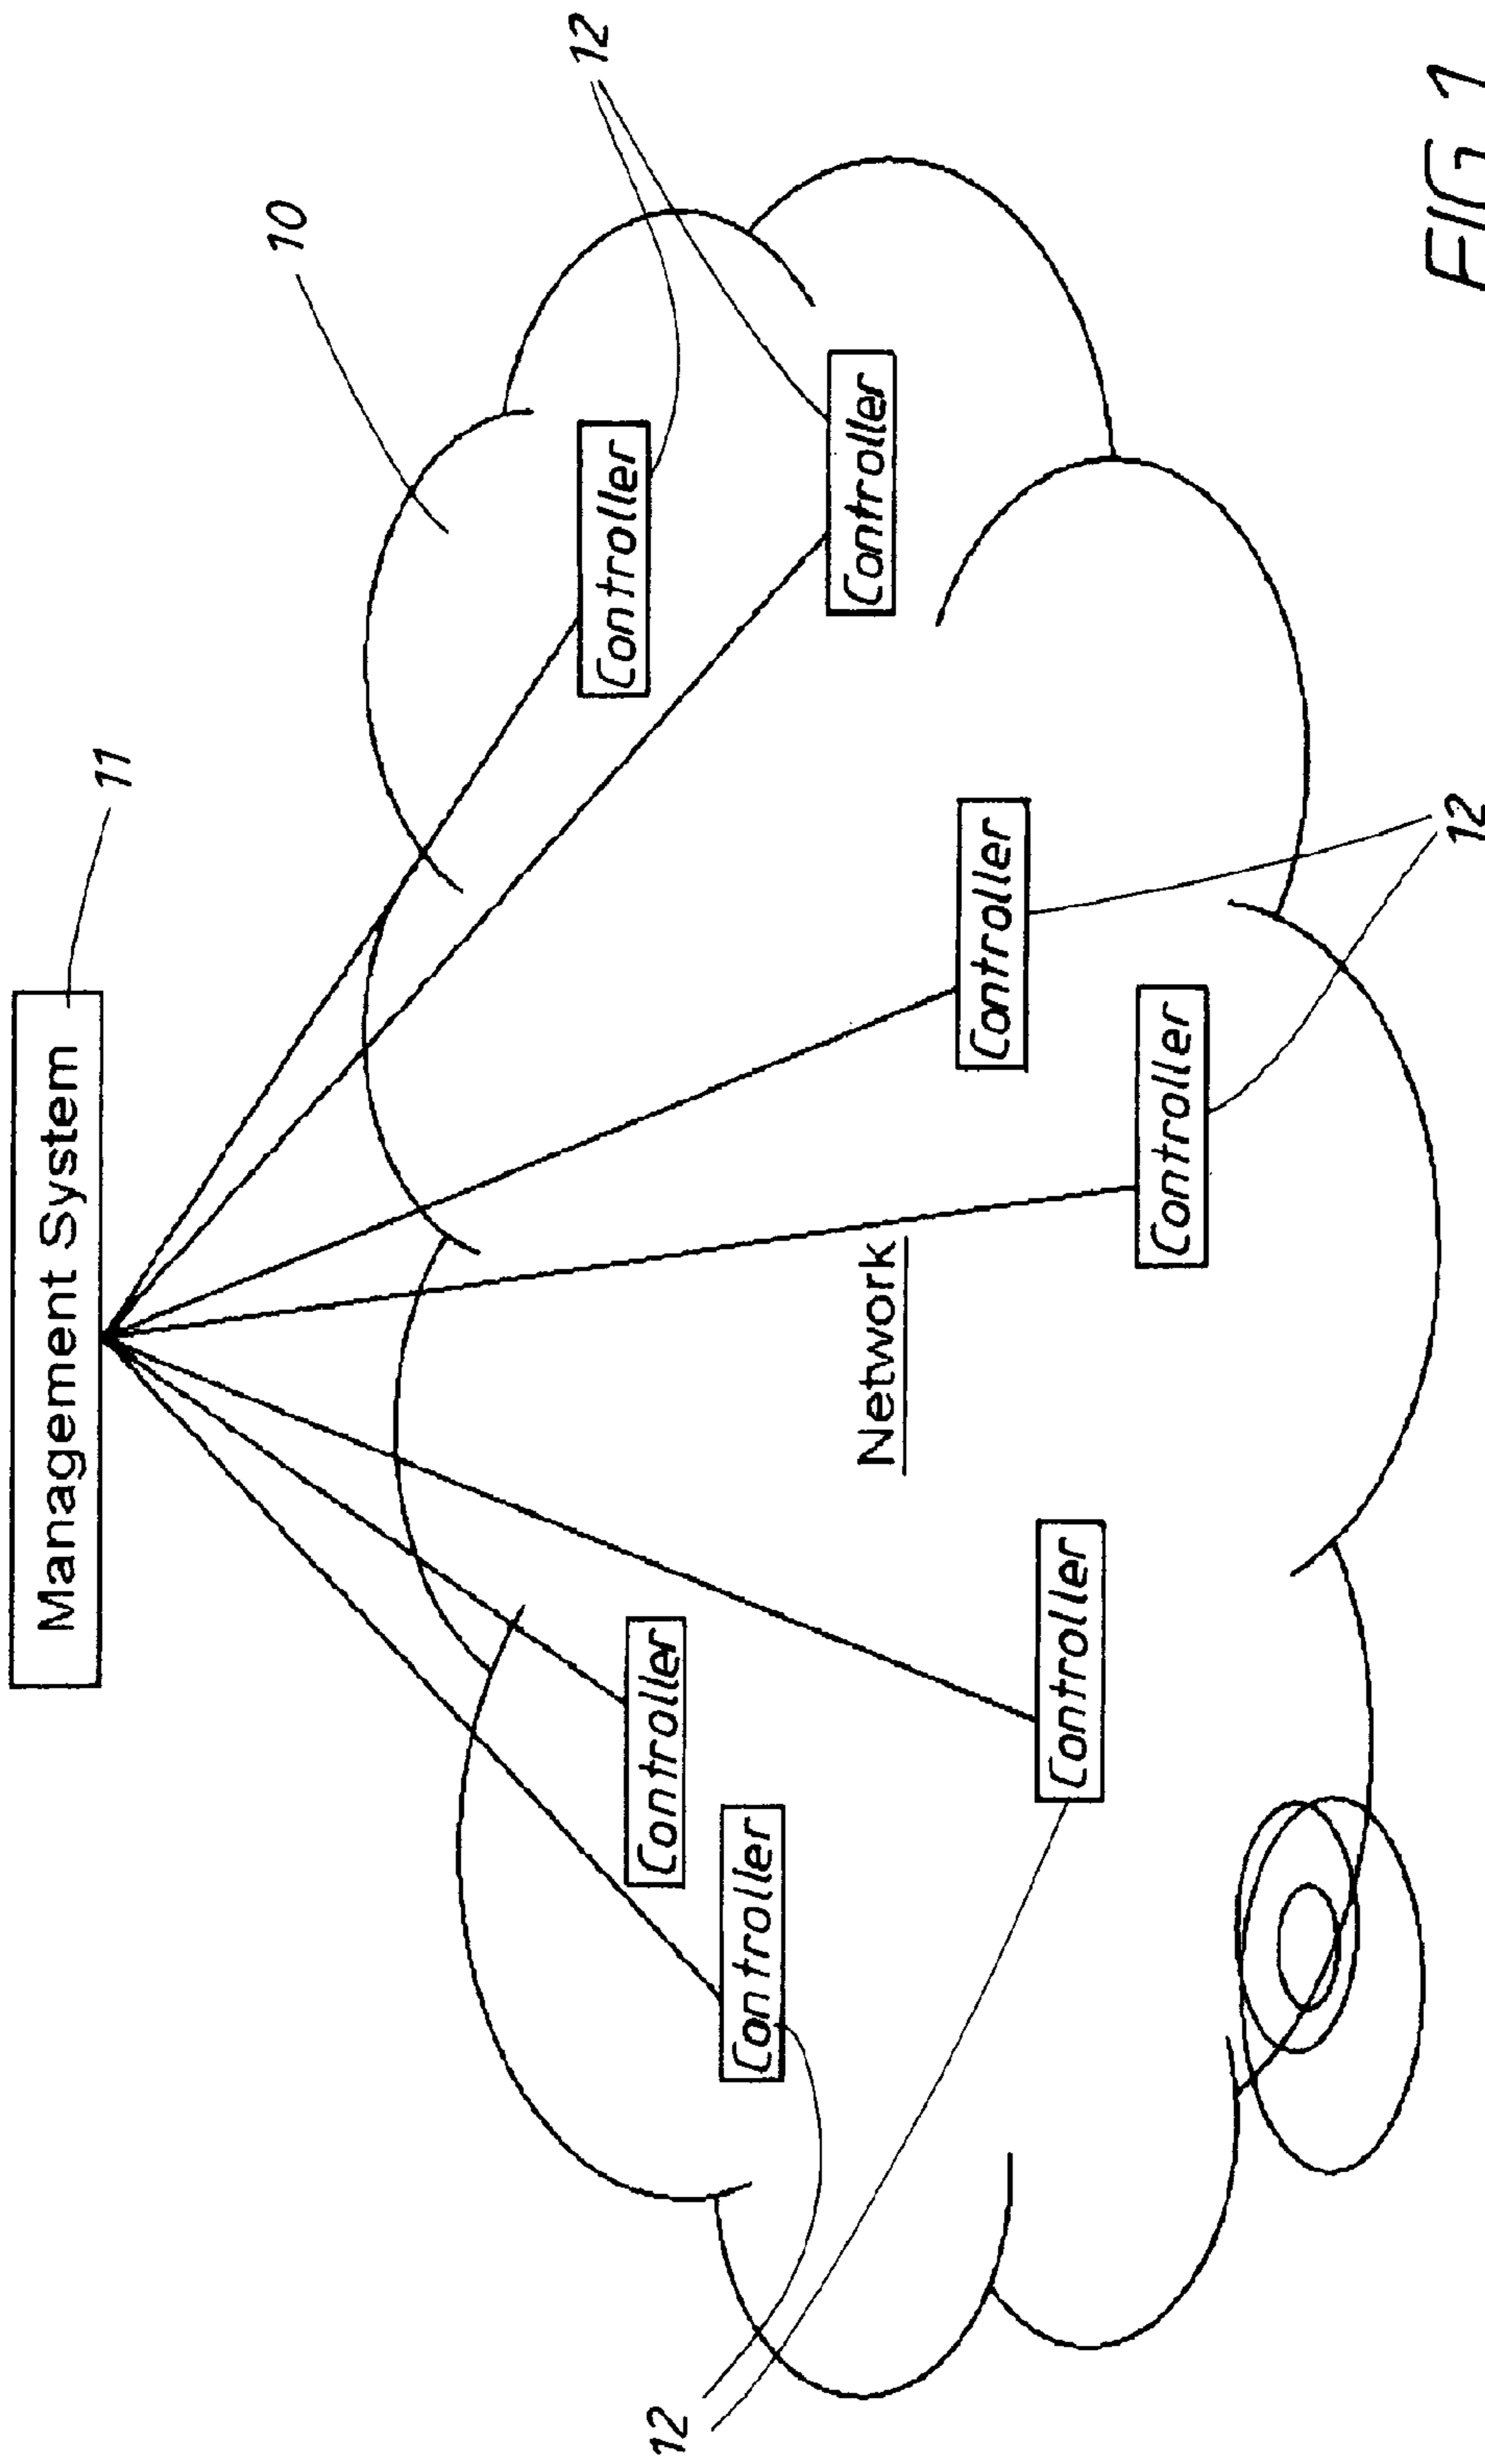 Management System
11
10
12
Controller
Controller
Controller
Controller
Network
Controller
Controller
Controller
12
12
FIG 1